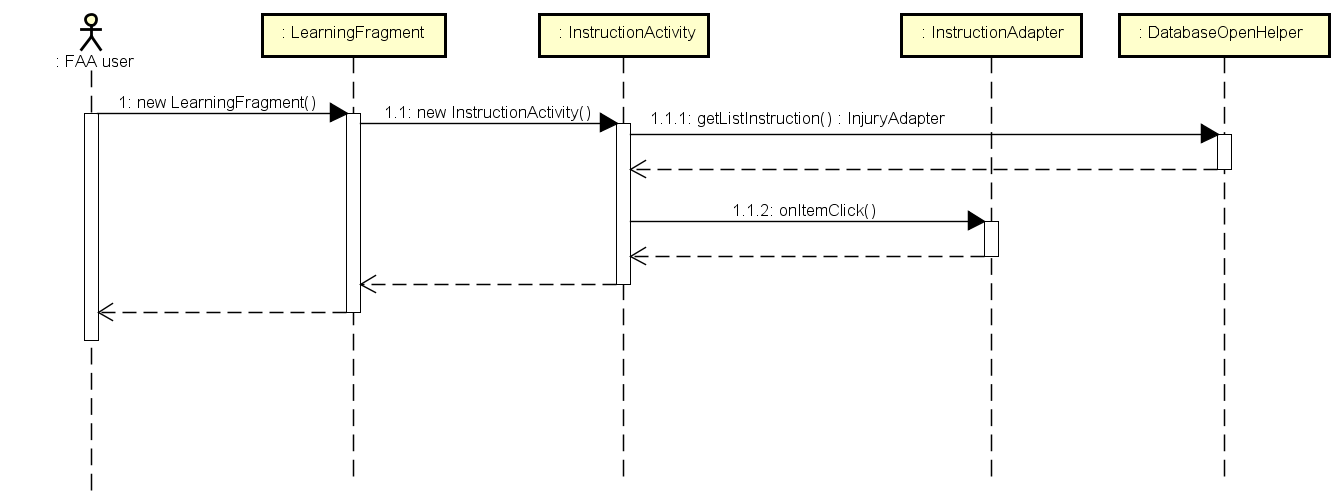 : LearningFragment
: InstructionActivity
: InstructionAdapter
: DatabaseOpenHelper
: FAA user
1: new LearningFragment()
1.1: new InstructionActivity()
1.1.1: getListInstruction() : InjuryAdapter
1.1.2: onItemClick()